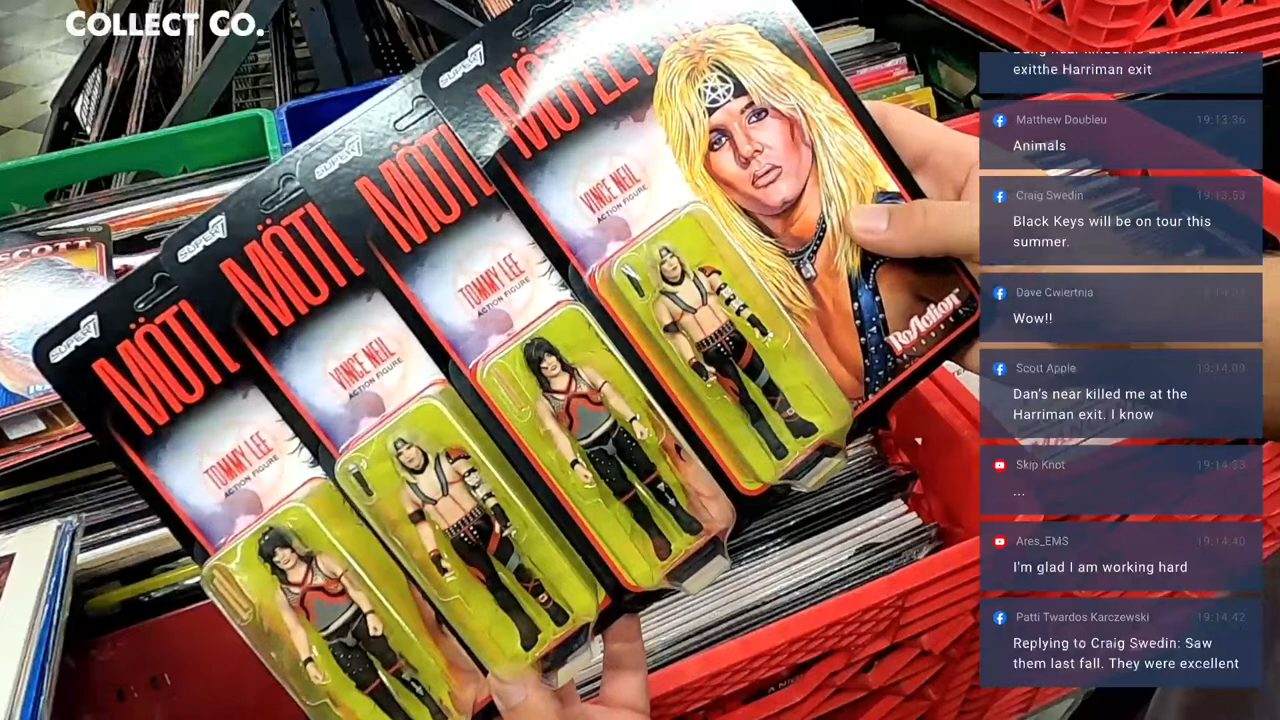 COLLECT CO.
SUPER7
MÖTLEY
VINCE NEIL
ACTION FIGURE
ReAction
SUPER7
MÖTL
TOMMY LEE
ACTION FIGURE
SUPER7
MÖTL
VINCE NEIL
ACTION FIGURE
SUPER7
MÖTL
TOMMY LEE
ACTION FIGURE
SCOTT
exitthe Harriman exit
Matthew Doubleu 19:13:36
Animals
Craig Swedin 19:13:53
Black Keys will be on tour this
summer.
Dave Cwiertnia
Wow!!
Scott Apple 19:14:09
Dan's near killed me at the
Harriman exit. I know
Skip Knot 19:14:33
...
Ares_EMS 19:14:40
I'm glad I am working hard
Patti Twardos Karczewski 19:14:42
Replying to Craig Swedin: Saw
them last fall. They were excellent